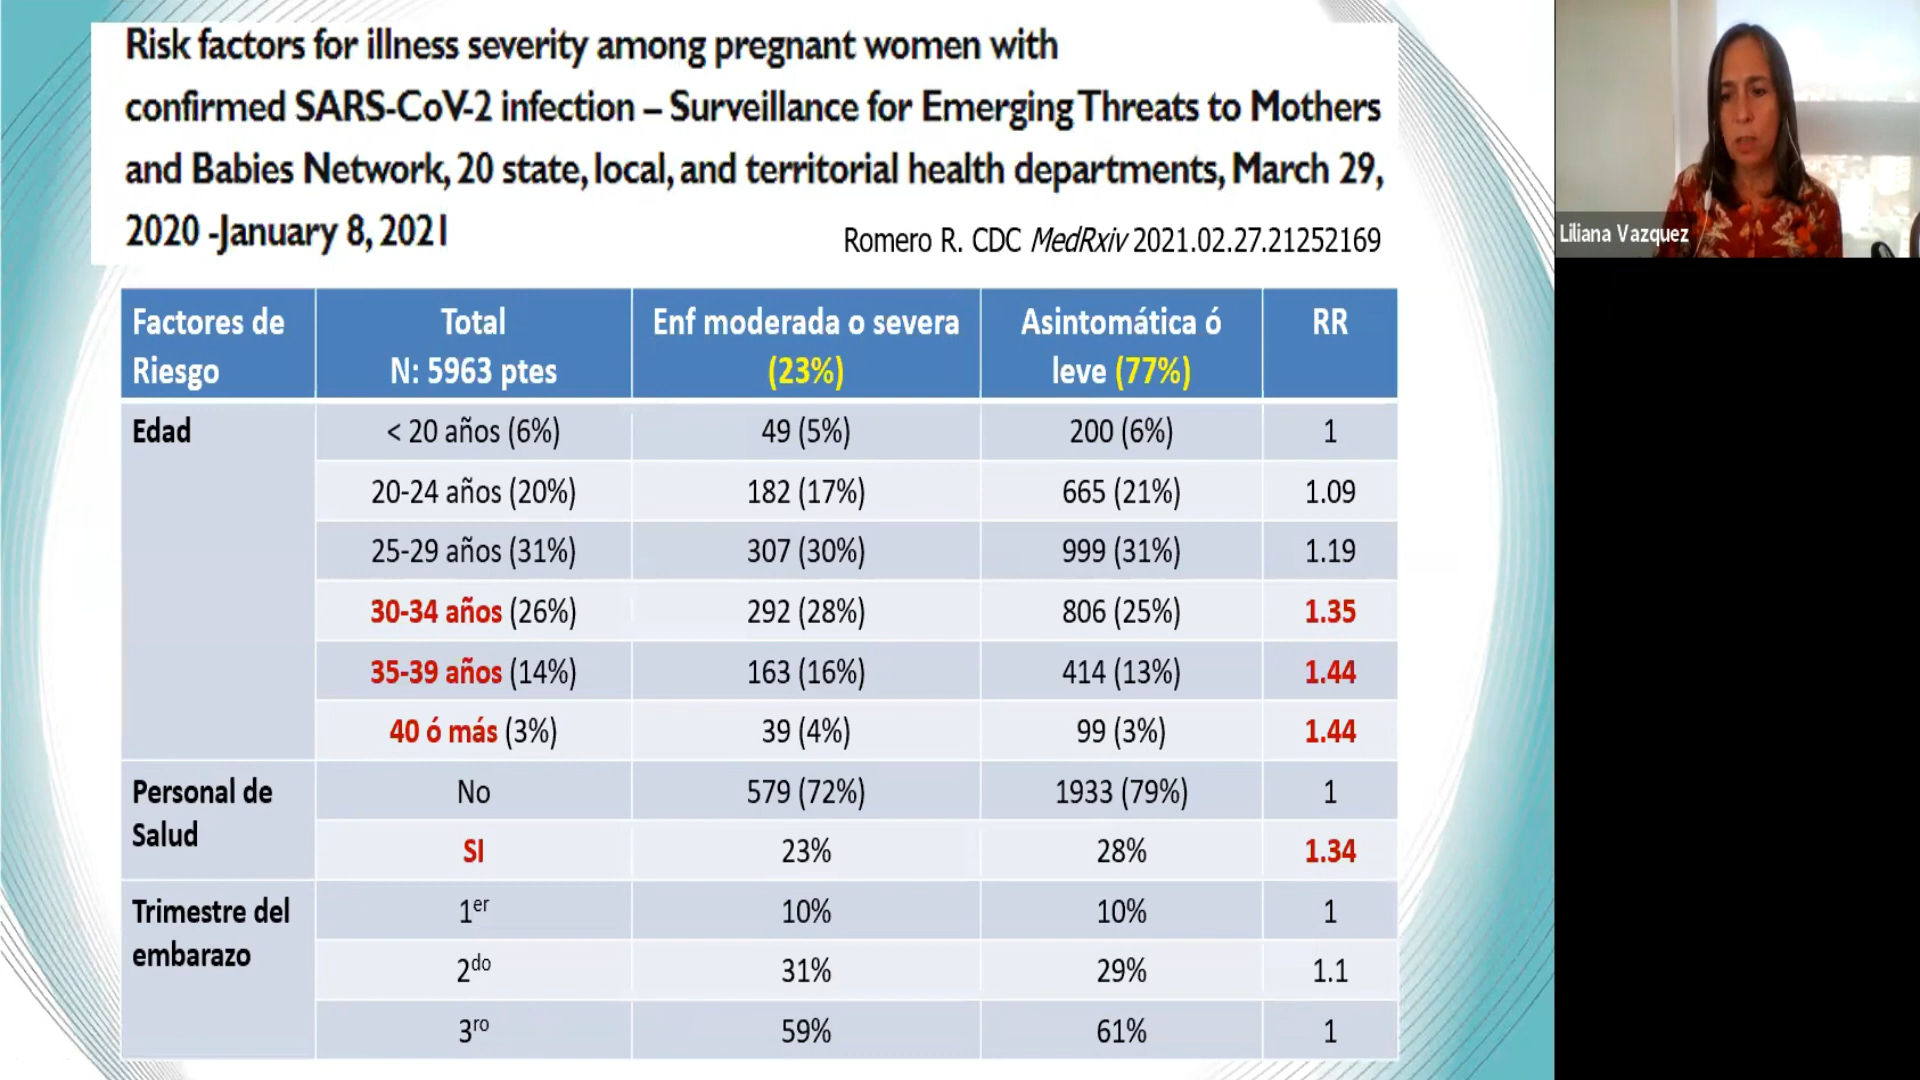 Risk factors for illness severity among pregnant women with
confirmed SARS-CoV-2 infection – Surveillance for Emerging Threats to Mothers
and Babies Network, 20 state, local, and territorial health departments, March 29,
2020 -January 8, 2021
Romero R. CDC MedRxiv 2021.02.27.21252169
Liliana Vazquez
Factores de Riesgo | Total N: 5963 ptes | Enf moderada o severa (23%) | Asintomática ó leve (77%) | RR
Edad | < 20 años (6%) | 49 (5%) | 200 (6%) | 1
20-24 años (20%) | 182 (17%) | 665 (21%) | 1.09
25-29 años (31%) | 307 (30%) | 999 (31%) | 1.19
30-34 años (26%) | 292 (28%) | 806 (25%) | 1.35
35-39 años (14%) | 163 (16%) | 414 (13%) | 1.44
40 ó más (3%) | 39 (4%) | 99 (3%) | 1.44
Personal de Salud | No | 579 (72%) | 1933 (79%) | 1
SI | 23% | 28% | 1.34
Trimestre del embarazo | 1er | 10% | 10% | 1
2do | 31% | 29% | 1.1
3ro | 59% | 61% | 1